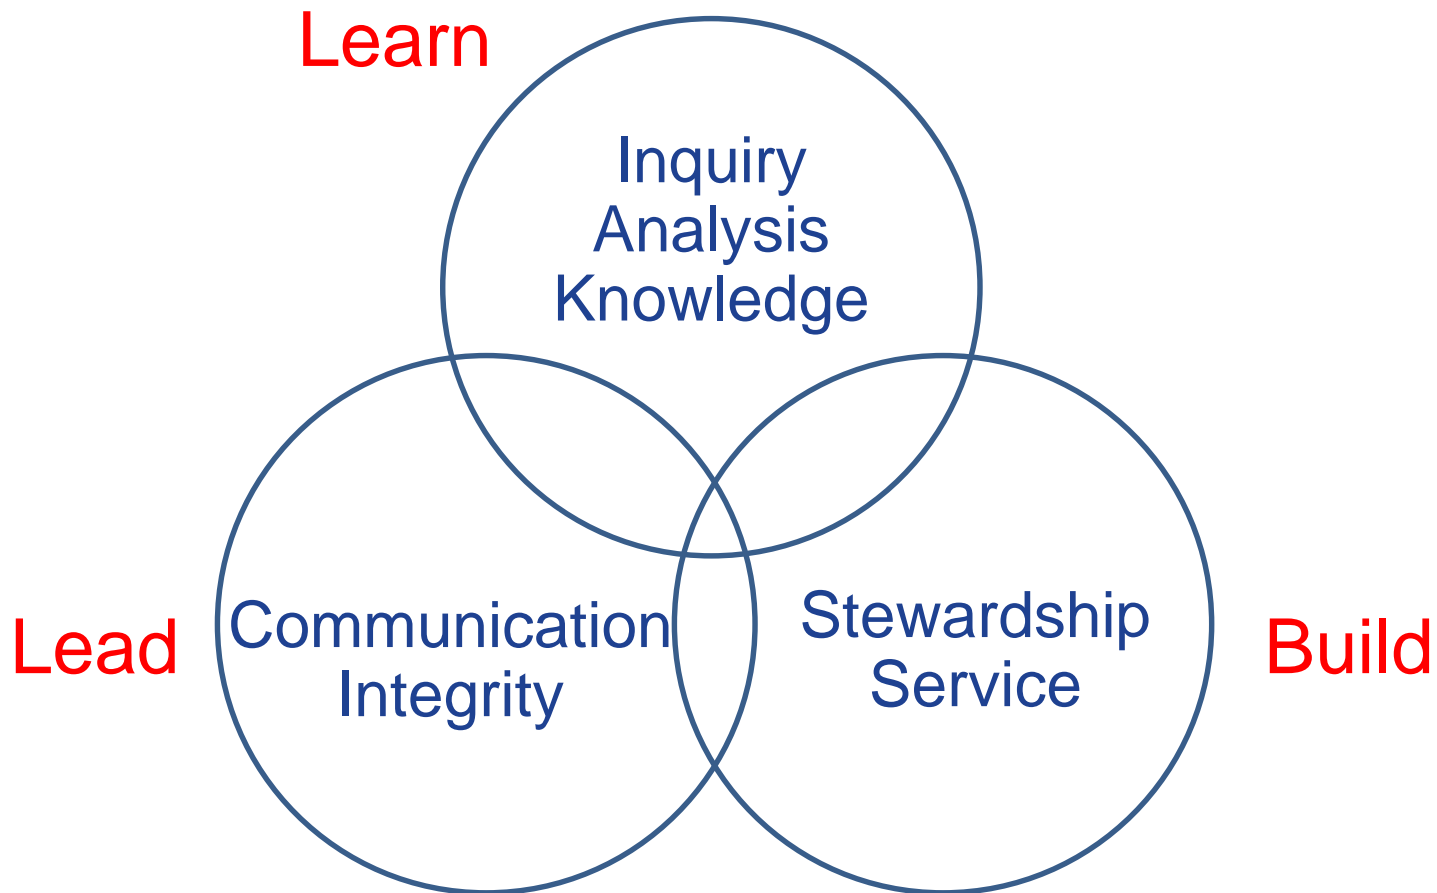 Learn
Inquiry
Analysis
Knowledge
Lead
Communication
Integrity
Stewardship
Service
Build